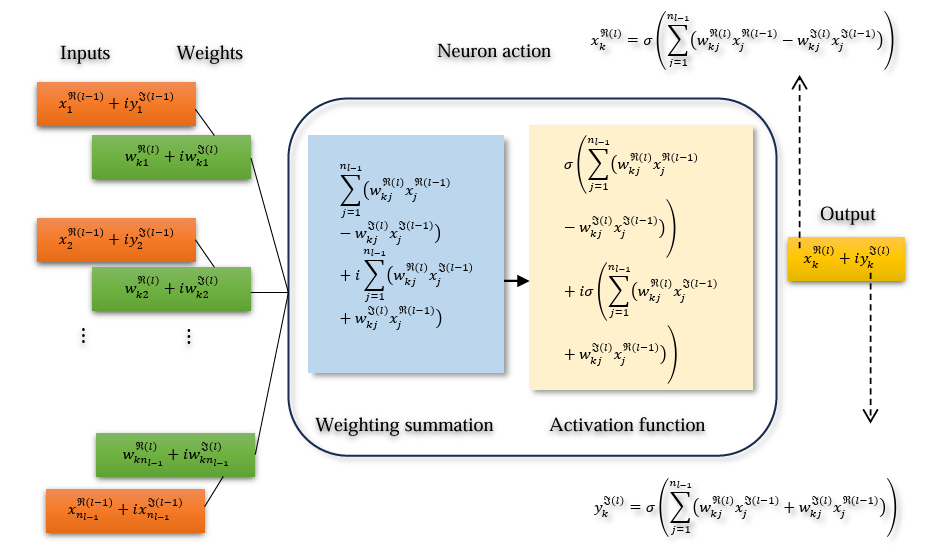 Inputs
Weights
Neuron action
x_k^{ℜ(l)} = σ(∑_{j=1}^{n_{l-1}} (w_{kj}^{ℜ(l)} x_j^{ℜ(l-1)} − w_{kj}^{ℑ(l)} x_j^{ℑ(l-1)}))
x_1^{ℜ(l-1)} + iy_1^{ℑ(l-1)}
w_{k1}^{ℜ(l)} + iw_{k1}^{ℑ(l)}
x_2^{ℜ(l-1)} + iy_2^{ℑ(l-1)}
w_{k2}^{ℜ(l)} + iw_{k2}^{ℑ(l)}
⋮ ⋮
w_{kn_{l-1}}^{ℜ(l)} + iw_{kn_{l-1}}^{ℑ(l)}
x_{n_{l-1}}^{ℜ(l-1)} + ix_{n_{l-1}}^{ℑ(l-1)}
∑_{j=1}^{n_{l-1}} (w_{kj}^{ℜ(l)} x_j^{ℜ(l-1)}
− w_{kj}^{ℑ(l)} x_j^{ℑ(l-1)})
+ i ∑_{j=1}^{n_{l-1}} (w_{kj}^{ℜ(l)} x_j^{ℑ(l-1)}
+ w_{kj}^{ℑ(l)} x_j^{ℜ(l-1)})
Weighting summation
σ(∑_{j=1}^{n_{l-1}} (w_{kj}^{ℜ(l)} x_j^{ℜ(l-1)}
− w_{kj}^{ℑ(l)} x_j^{ℑ(l-1)}))
+ iσ(∑_{j=1}^{n_{l-1}} (w_{kj}^{ℜ(l)} x_j^{ℑ(l-1)}
+ w_{kj}^{ℑ(l)} x_j^{ℜ(l-1)}))
Activation function
Output
x_k^{ℜ(l)} + iy_k^{ℑ(l)}
y_k^{ℑ(l)} = σ(∑_{j=1}^{n_{l-1}} (w_{kj}^{ℜ(l)} x_j^{ℑ(l-1)} + w_{kj}^{ℑ(l)} x_j^{ℜ(l-1)}))